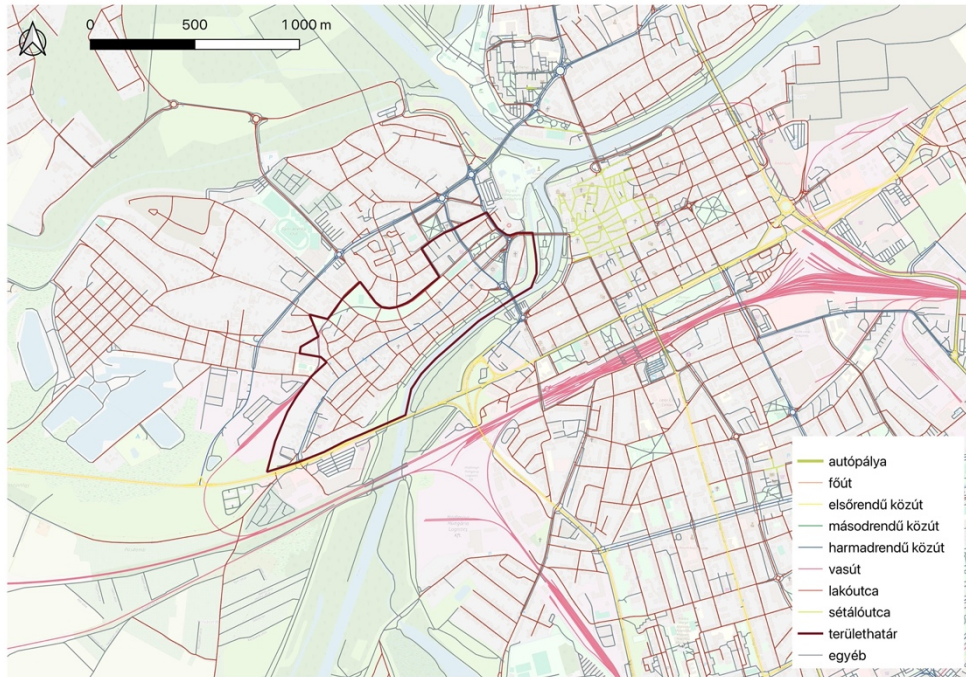 0 500 1 000 m
autópálya
főút
elsőrendű közút
másodrendű közút
harmadrendű közút
vasút
lakóutca
sétálóutca
területhatár
egyéb